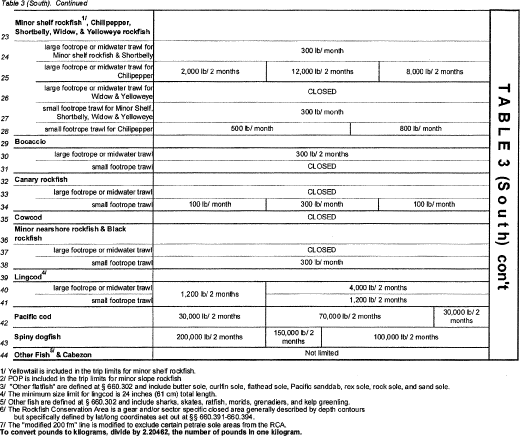 Table 3 (South). Continued
Minor shelf rockfish1/, Chilipepper,
Shortbelly, Widow, & Yelloweye rockfish
23
large footrope or midwater trawl for
Minor shelf rockfish & Shortbelly
24
300 lb/ month
large footrope or midwater trawl for
Chilipepper
25
2,000 lb/ 2 months
12,000 lb/ 2 months
8,000 lb/ 2 months
large footrope or midwater trawl for
Widow & Yelloweye
26
CLOSED
small footrope trawl for Minor Shelf,
Shortbelly, Widow & Yelloweye
27
300 lb/ month
28 small footrope trawl for Chilipepper
500 lb/ month
800 lb/ month
29 Bocaccio
30 large footrope or midwater trawl
300 lb/ 2 months
31 small footrope trawl
CLOSED
32 Canary rockfish
33 large footrope or midwater trawl
CLOSED
34 small footrope trawl
100 lb/ month
300 lb/ month
100 lb/ month
35 Cowcod
CLOSED
Minor nearshore rockfish & Black
rockfish
36
37 large footrope or midwater trawl
CLOSED
38 small footrope trawl
300 lb/ month
39 Lingcod4/
40 large footrope or midwater trawl
1,200 lb/ 2 months
4,000 lb/ 2 months
41 small footrope trawl
1,200 lb/ 2 months
42 Pacific cod
30,000 lb/ 2 months
70,000 lb/ 2 months
30,000 lb/ 2
months
43 Spiny dogfish
200,000 lb/ 2 months
150,000 lb/ 2
months
100,000 lb/ 2 months
44 Other Fish5/ & Cabezon
Not limited
TABLE 3 (South) con't
1/ Yellowtail is included in the trip limits for minor shelf rockfish.
2/ POP is included in the trip limits for minor slope rockfish
3/ "Other flatfish" are defined at § 660.302 and include butter sole, curlfin sole, flathead sole, Pacific sanddab, rex sole, rock sole, and sand sole.
4/ The minimum size limit for lingcod is 24 inches (61 cm) total length.
5/ Other fish are defined at § 660.302 and include sharks, skates, ratfish, morids, grenadiers, and kelp greenling.
6/ The Rockfish Conservation Area is a gear and/or sector specific closed area generally described by depth contours
but specifically defined by lat/long coordinates set out at §§ 660.391-660.394.
7/ The "modified 200 fm" line is modified to exclude certain petrale sole areas from the RCA.
To convert pounds to kilograms, divide by 2.20462, the number of pounds in one kilogram.